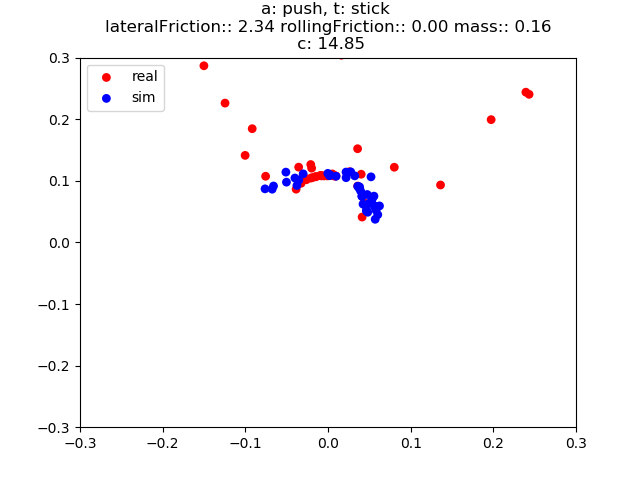 a: push, t: stick
lateralFriction:: 2.34 rollingFriction:: 0.00 mass:: 0.16
c: 14.85
real
sim
0.3
0.2
0.1
0.0
−0.1
−0.2
−0.3
−0.3
−0.2
−0.1
0.0
0.1
0.2
0.3